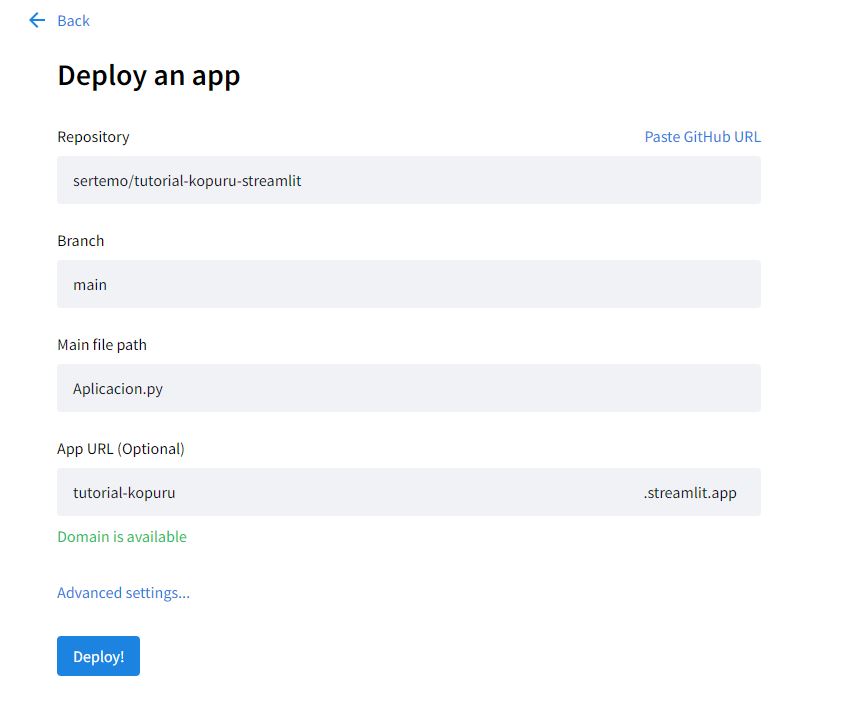 Back
Deploy an app
Repository
Paste GitHub URL
sertemo/tutorial-kopuru-streamlit
Branch
main
Main file path
Aplicacion.py
App URL (Optional)
tutorial-kopuru
.streamlit.app
Domain is available
Advanced settings...
Deploy!